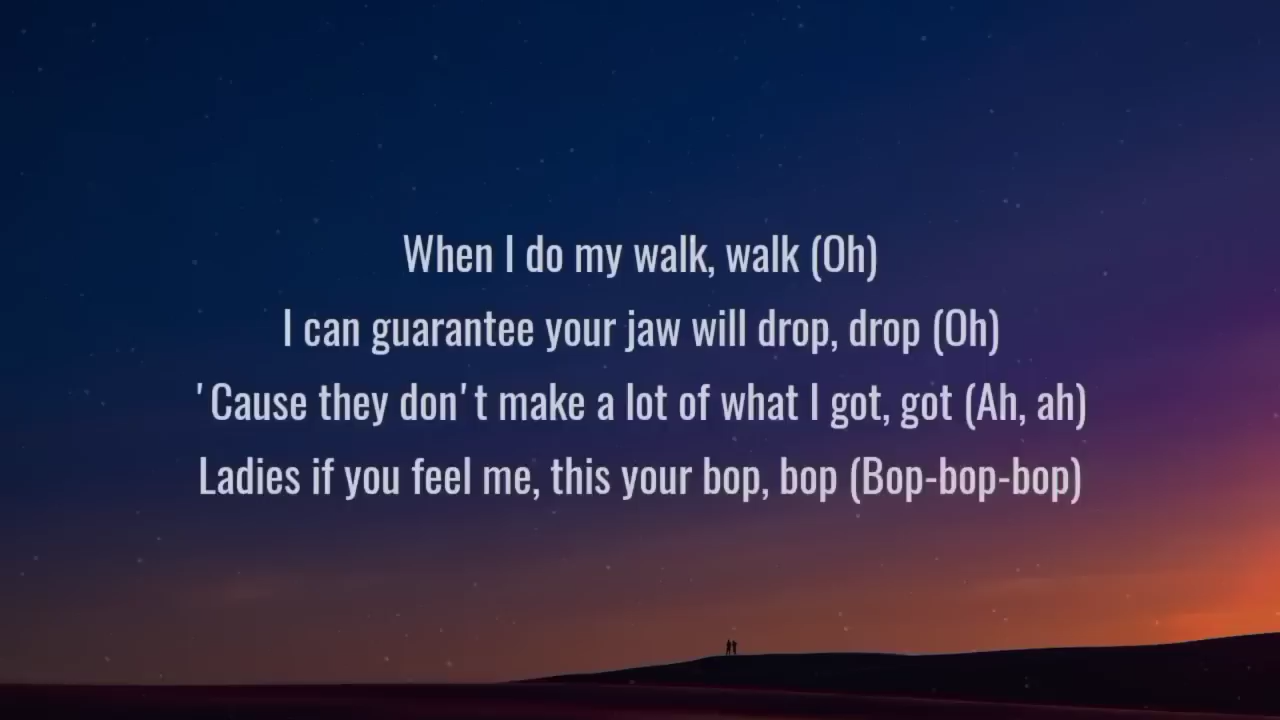 When I do my walk, walk (Oh)
I can guarantee your jaw will drop, drop (Oh)
'Cause they don't make a lot of what I got, got (Ah, ah)
Ladies if you feel me, this your bop, bop (Bop-bop-bop)